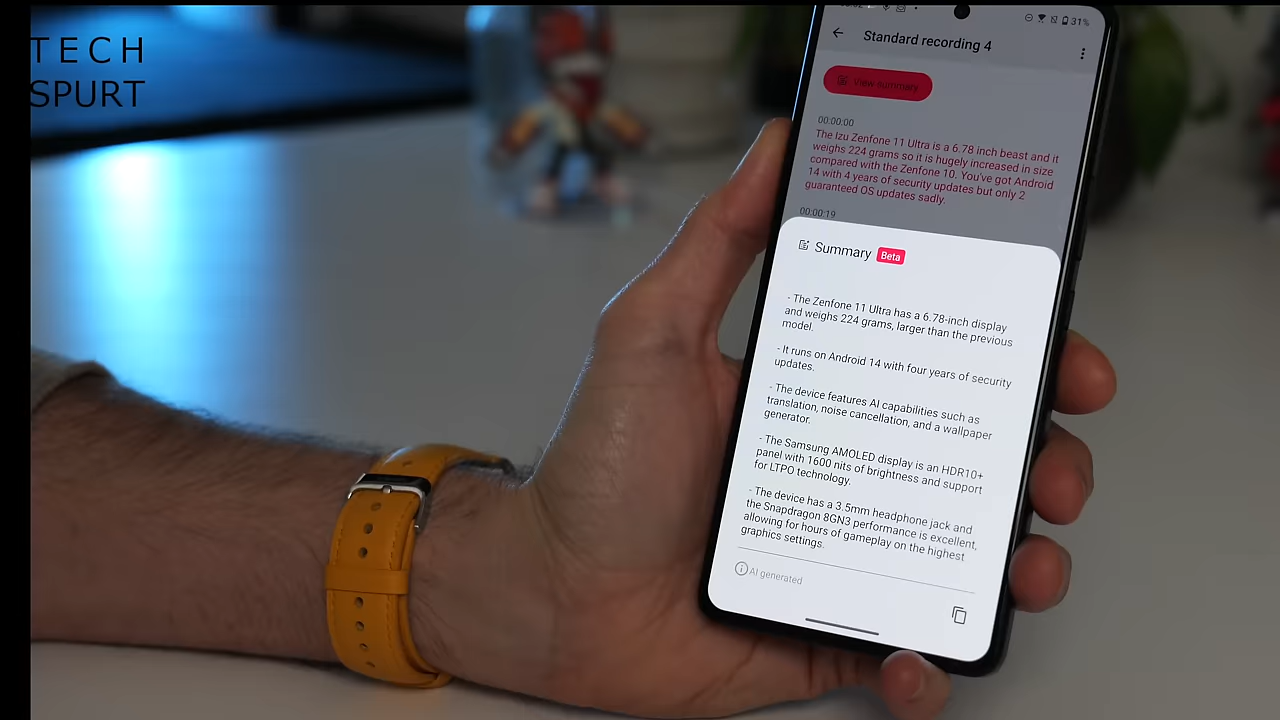 TECH
SPURT
31%
Standard recording 4
View summary
00:00:00
The Izu Zenfone 11 Ultra is a 6.78 inch beast and it
weighs 224 grams so it is hugely increased in size
compared with the Zenfone 10. You've got Android
14 with 4 years of security updates but only 2
guaranteed OS updates sadly.
00:00:19
Summary Beta
- The Zenfone 11 Ultra has a 6.78-inch display
and weighs 224 grams, larger than the previous
model.
- It runs on Android 14 with four years of security
updates.
- The device features AI capabilities such as
translation, noise cancellation, and a wallpaper
generator.
- The Samsung AMOLED display is an HDR10+
panel with 1600 nits of brightness and support
for LTPO technology.
- The device has a 3.5mm headphone jack and
the Snapdragon 8GN3 performance is excellent,
allowing for hours of gameplay on the highest
graphics settings.
AI generated